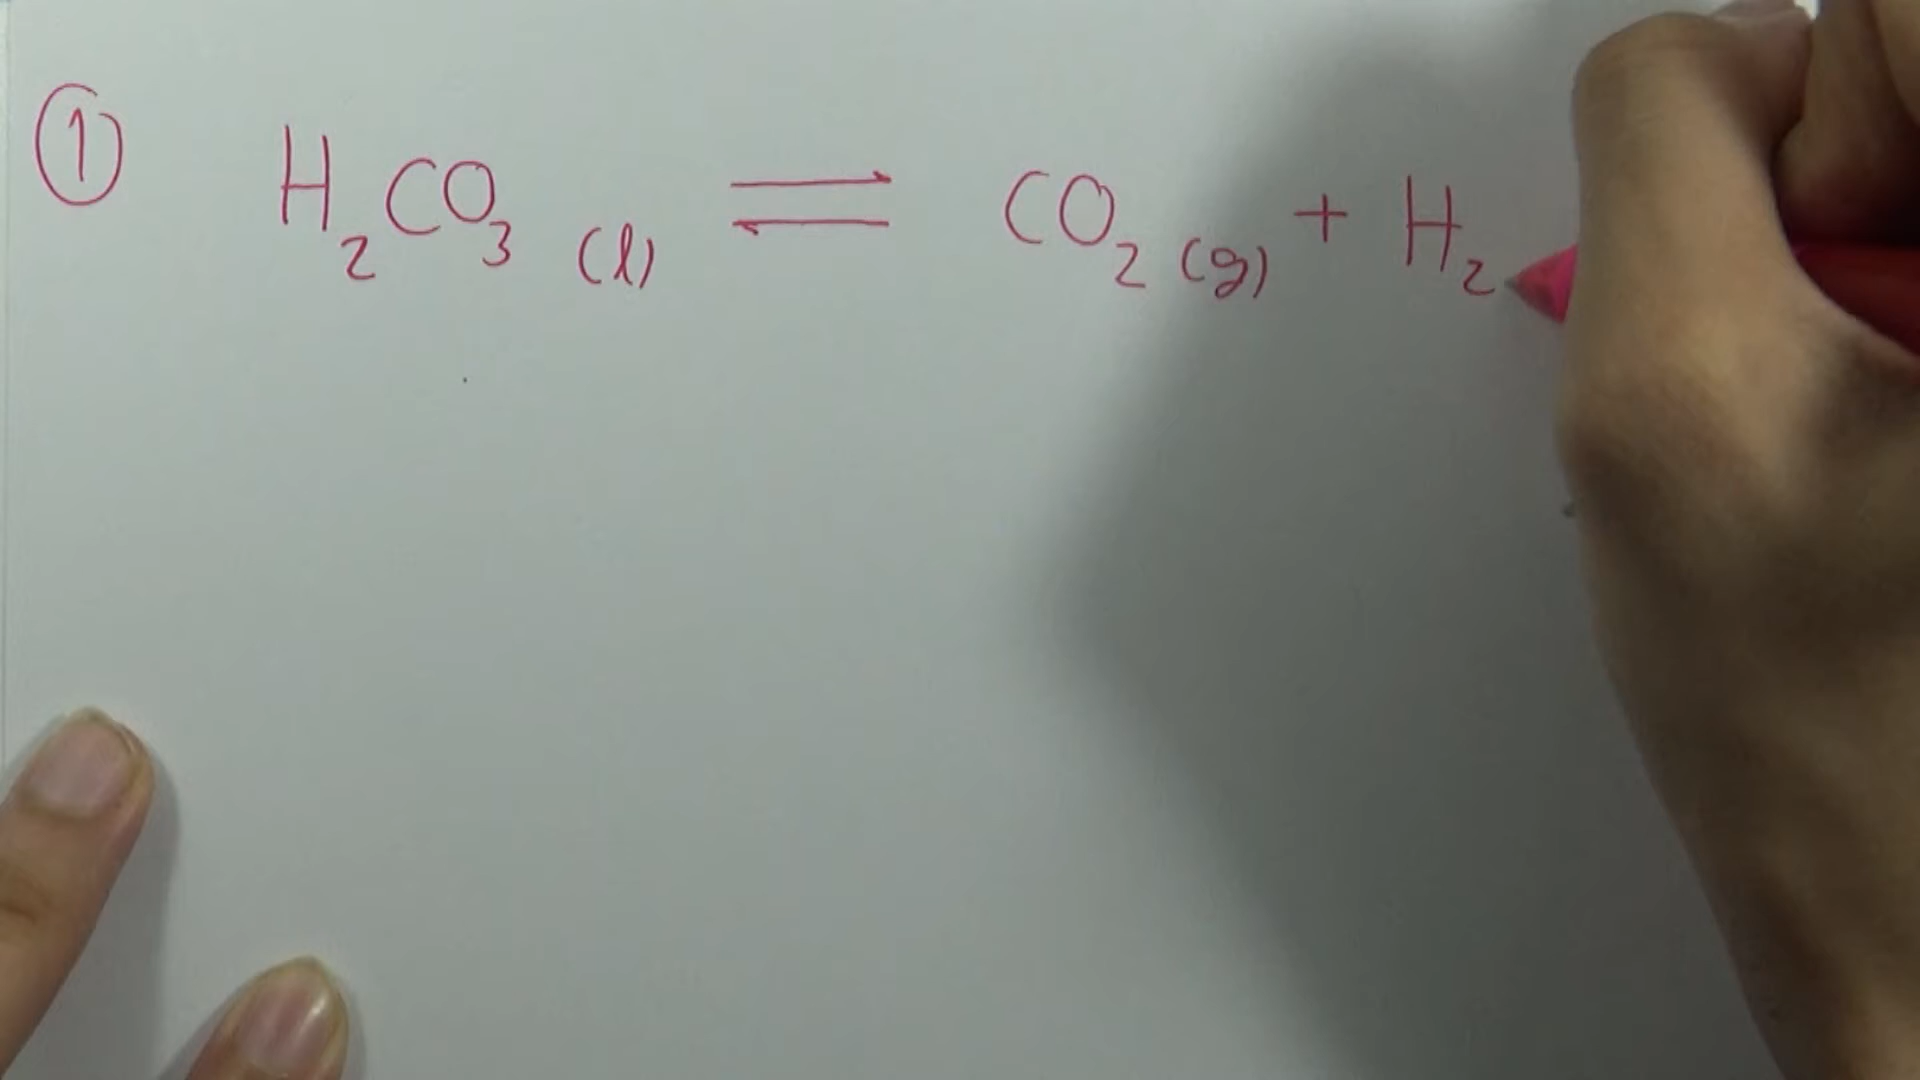 ① H₂CO₃ (l) ⇌ CO₂ (g) + H₂